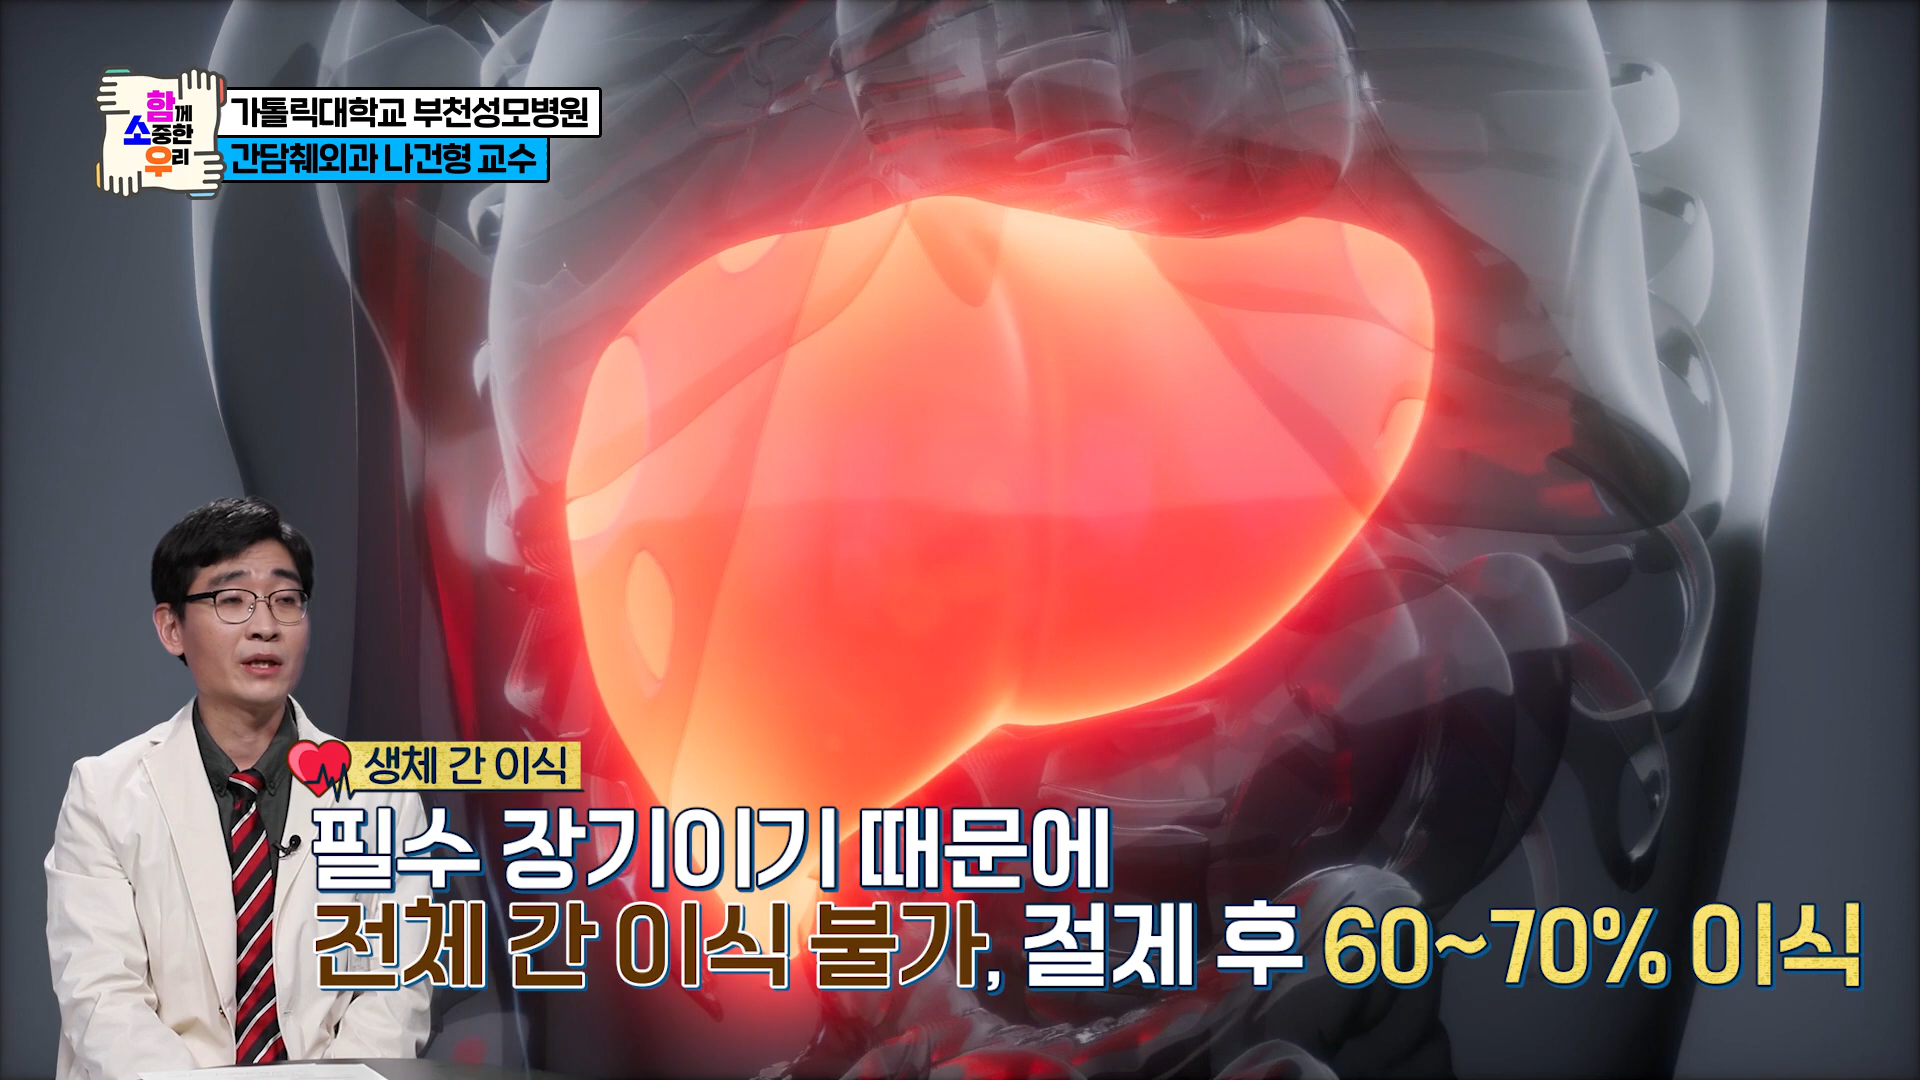 함께
소중한
우리
가톨릭대학교 부천성모병원
간담췌외과 나건형 교수
생체 간 이식
필수 장기이기 때문에
전체 간 이식 불가, 절제 후 60~70% 이식